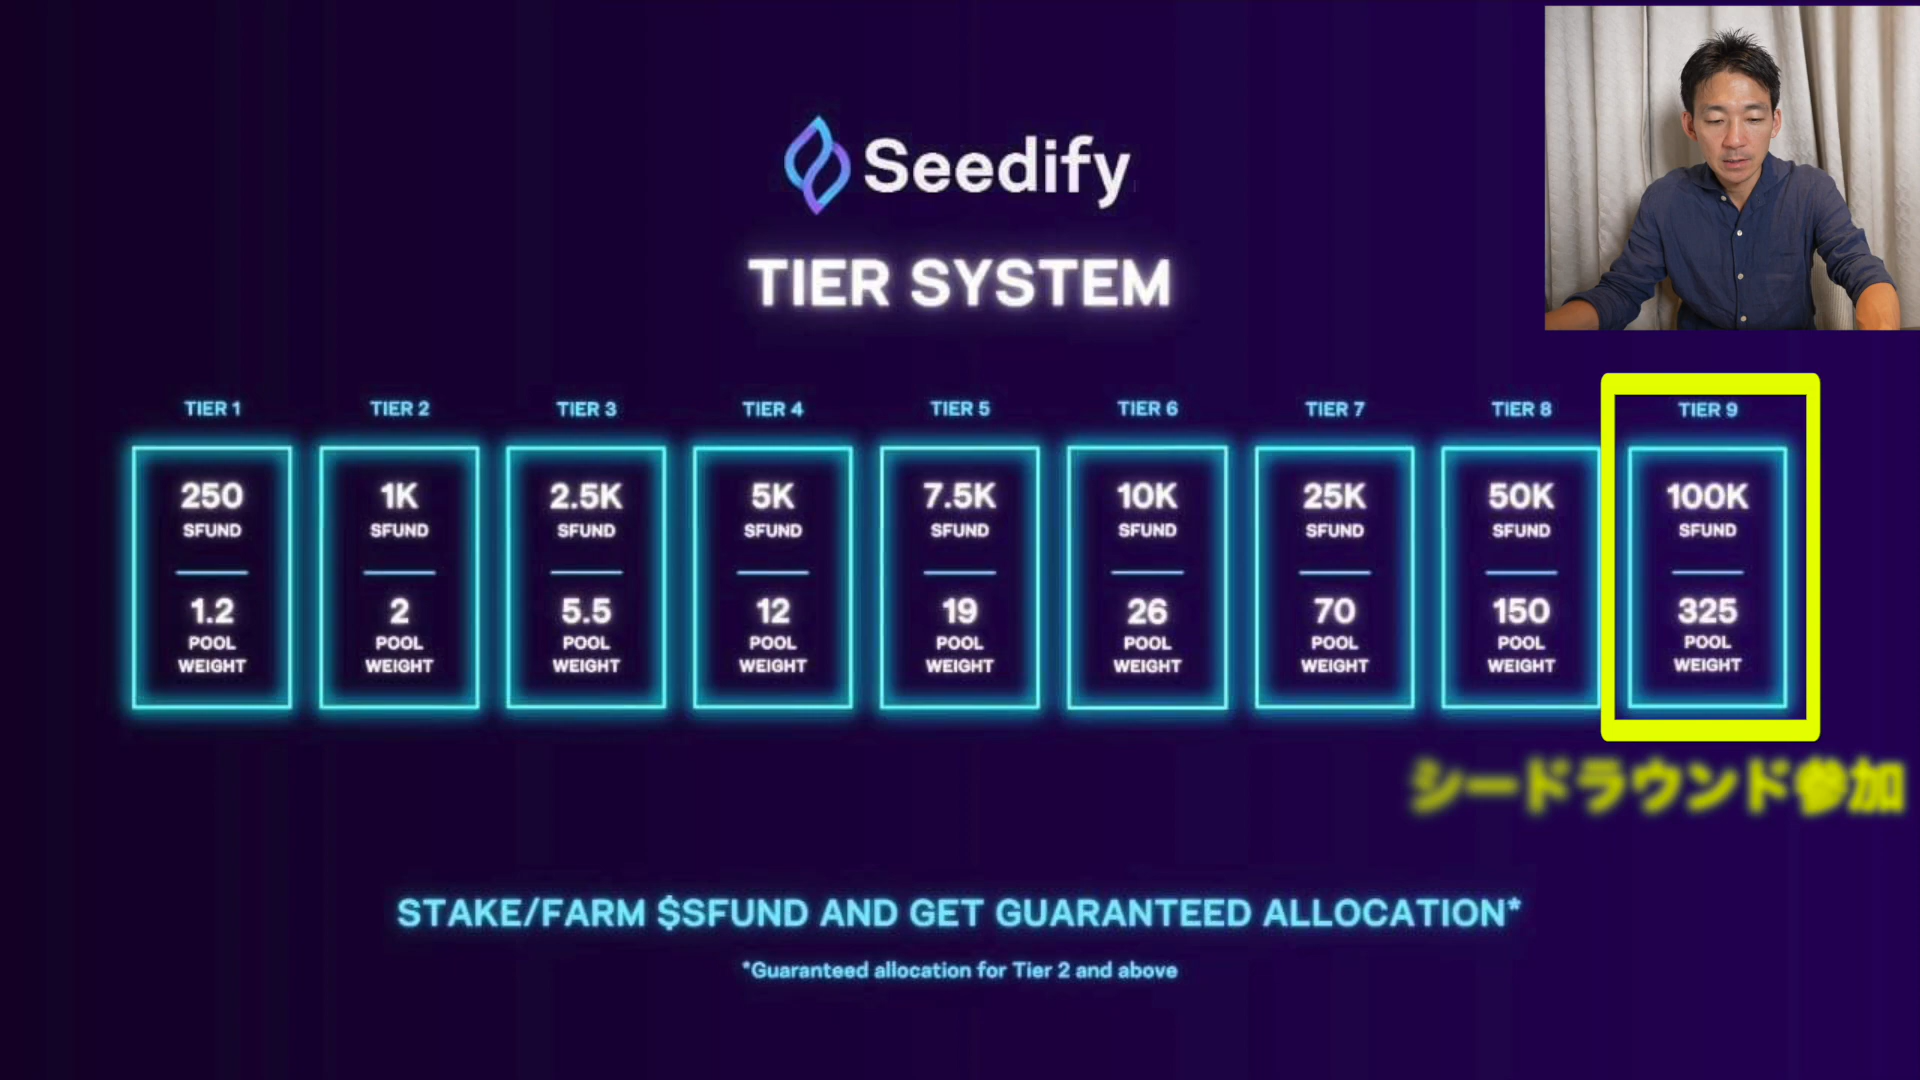 Seedify
TIER SYSTEM
TIER 1
250
SFUND
1.2
POOL
WEIGHT
TIER 2
1K
SFUND
2
POOL
WEIGHT
TIER 3
2.5K
SFUND
5.5
POOL
WEIGHT
TIER 4
5K
SFUND
12
POOL
WEIGHT
TIER 5
7.5K
SFUND
19
POOL
WEIGHT
TIER 6
10K
SFUND
26
POOL
WEIGHT
TIER 7
25K
SFUND
70
POOL
WEIGHT
TIER 8
50K
SFUND
150
POOL
WEIGHT
TIER 9
100K
SFUND
325
POOL
WEIGHT
シードラウンド参加
STAKE/FARM $SFUND AND GET GUARANTEED ALLOCATION*
*Guaranteed allocation for Tier 2 and above